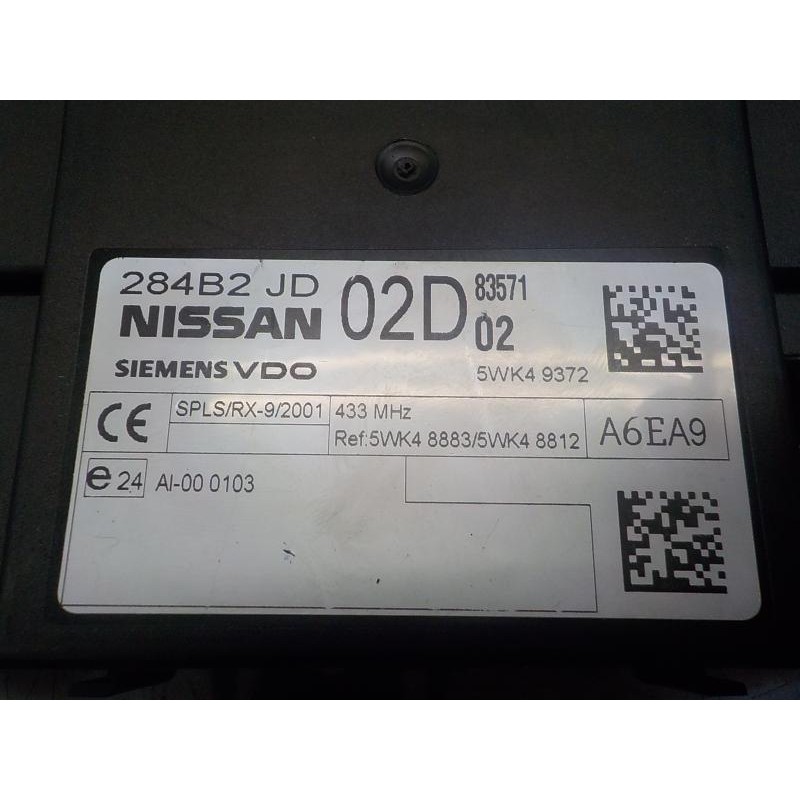 284B2 JD 02D 83571
NISSAN 02
SIEMENS VDO 5WK4 9372
CE SPLS/RX-9/2001 433 MHz A6EA9
Ref:5WK4 8883/5WK4 8812
e 24 AI-00 0103